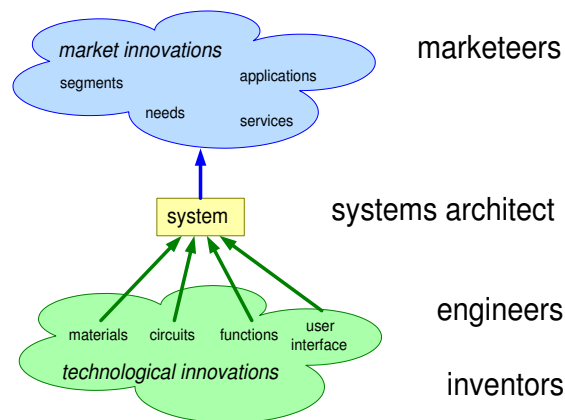 market innovations
marketeers
segments
applications
needs
services
system
systems architect
engineers
materials
circuits
functions
user
interface
technological innovations
inventors